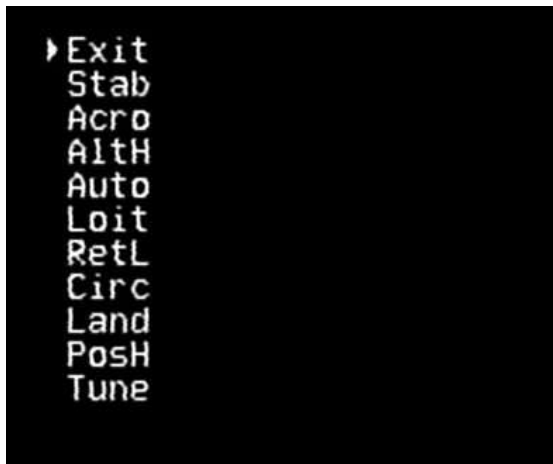 Exit
Stab
Acro
AltH
Auto
Loit
RetL
Circ
Land
PosH
Tune